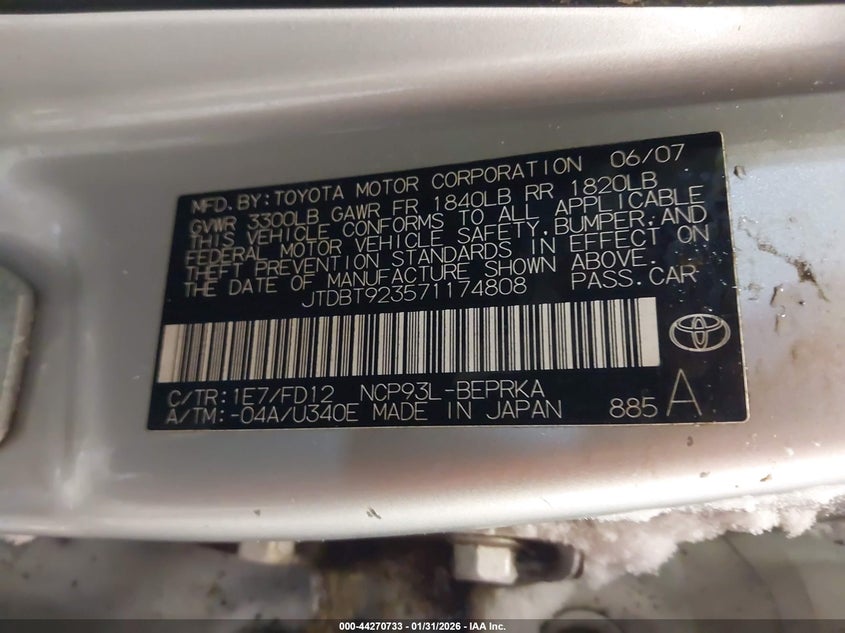 MFD.BY:TOYOTA MOTOR CORPORATION 06/07
GVWR 3300LB GAWR FR 1840LB RR 1820LB
THIS VEHICLE CONFORMS TO ALL APPLICABLE
FEDERAL MOTOR VEHICLE SAFETY,BUMPER,AND
THEFT PREVENTION STANDARDS IN EFFECT ON
THE DATE OF MANUFACTURE SHOWN ABOVE.
JTDBT923571174808 PASS.CAR
C/TR:1E7/FD12 NCP93L-BEPRKA
A/TM:-04A/U340E MADE IN JAPAN 885 A
000-44270733 - 01/31/2026 - IAA Inc.